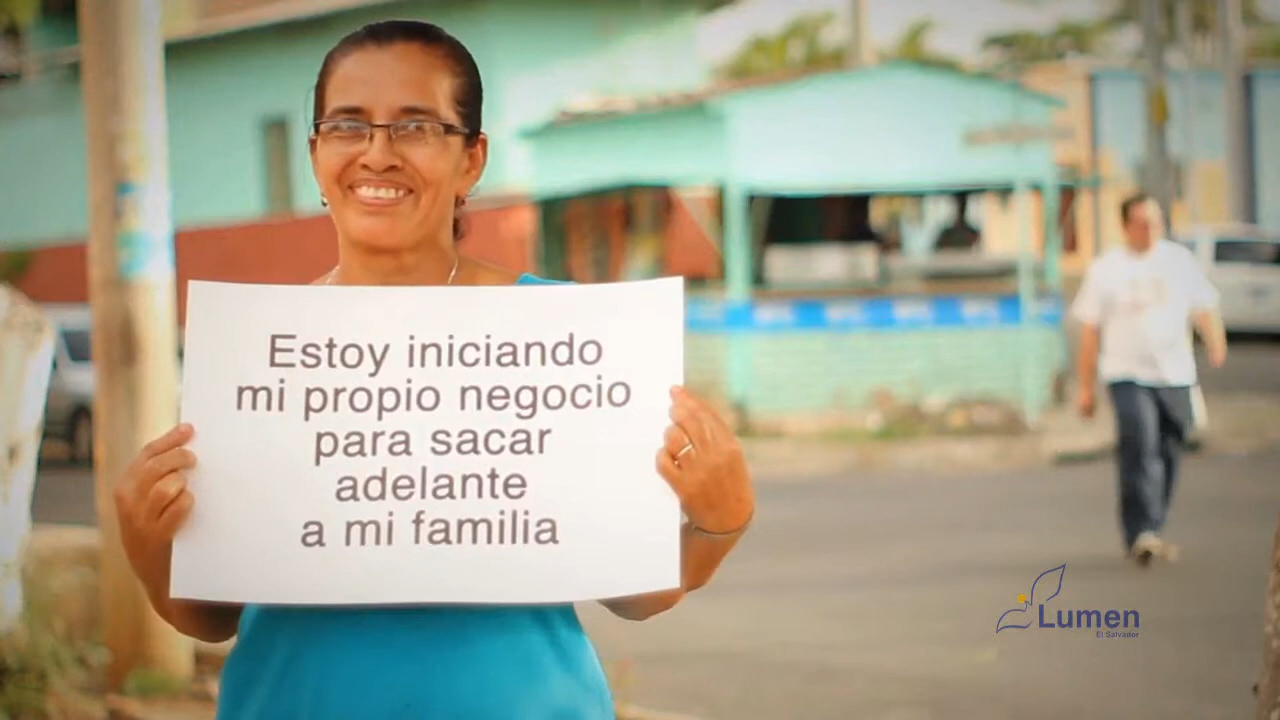 Estoy iniciando
mi propio negocio
para sacar
adelante
a mi familia
Lumen
El Salvador